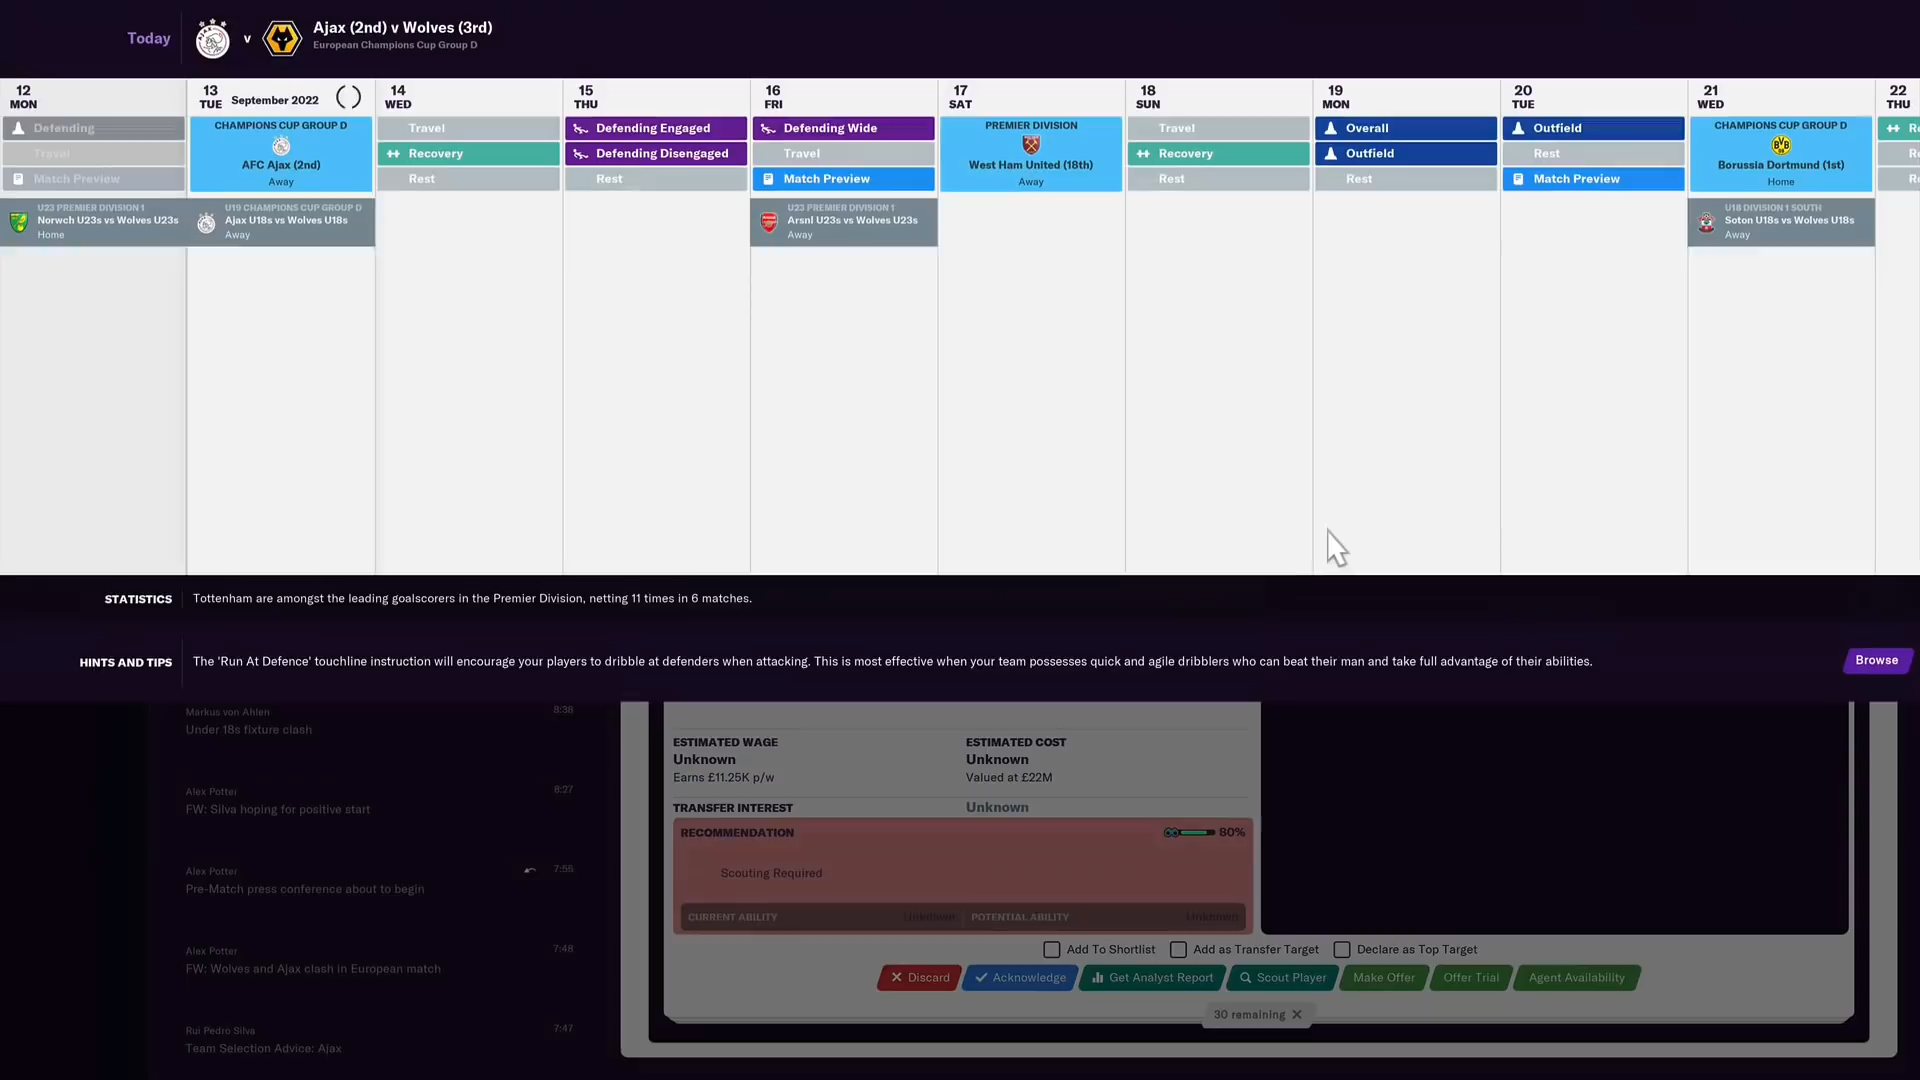 Today
v
Ajax (2nd) v Wolves (3rd)
European Champions Cup Group D
12
MON
13
TUE
September 2022
14
WED
15
THU
16
FRI
17
SAT
18
SUN
19
MON
20
TUE
21
WED
22
THU
Defending
Travel
Match Preview
U23 PREMIER DIVISION 1
Norwch U23s vs Wolves U23s
Home
CHAMPIONS CUP GROUP D
AFC Ajax (2nd)
Away
U19 CHAMPIONS CUP GROUP D
Ajax U18s vs Wolves U18s
Away
Travel
Recovery
Rest
Defending Engaged
Defending Disengaged
Rest
Defending Wide
Travel
Match Preview
U23 PREMIER DIVISION 1
Arsnl U23s vs Wolves U23s
Away
PREMIER DIVISION
West Ham United (18th)
Away
Travel
Recovery
Rest
Overall
Outfield
Rest
Outfield
Rest
Match Preview
CHAMPIONS CUP GROUP D
Borussia Dortmund (1st)
Home
U18 DIVISION 1 SOUTH
Soton U18s vs Wolves U18s
Away
STATISTICS
Tottenham are amongst the leading goalscorers in the Premier Division, netting 11 times in 6 matches.
HINTS AND TIPS
The 'Run At Defence' touchline instruction will encourage your players to dribble at defenders when attacking. This is most effective when your team possesses quick and agile dribblers who can beat their man and take full advantage of their abilities.
Browse
Markus von Ahlen 8:38
Under 18s fixture clash
Alex Potter 8:27
FW: Silva hoping for positive start
Alex Potter 7:55
Pre-Match press conference about to begin
Alex Potter 7:48
FW: Wolves and Ajax clash in European match
Rui Pedro Silva 7:47
Team Selection Advice: Ajax
ESTIMATED WAGE
Unknown
Earns £11.25K p/w
ESTIMATED COST
Unknown
Valued at £22M
TRANSFER INTEREST Unknown
RECOMMENDATION 80%
Scouting Required
CURRENT ABILITY Unknown POTENTIAL ABILITY Unknown
Add To Shortlist Add as Transfer Target Declare as Top Target
Discard Acknowledge Get Analyst Report Scout Player Make Offer Offer Trial Agent Availability
30 remaining